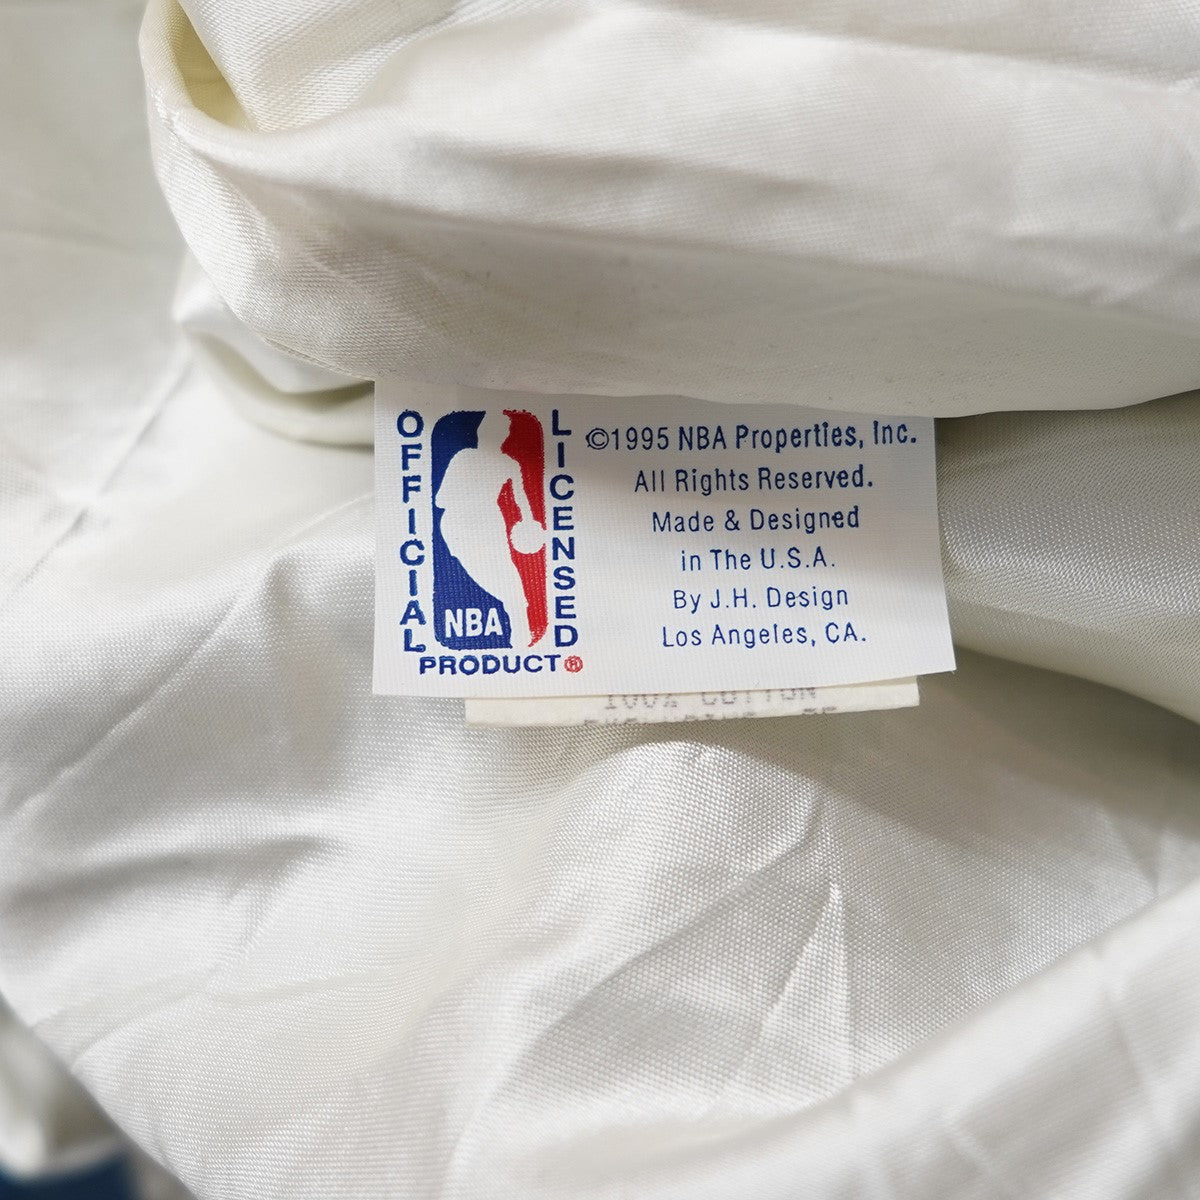 OFFICIAL
LICENSED
NBA
PRODUCT®
©1995 NBA Properties, Inc.
All Rights Reserved.
Made & Designed
in The U.S.A.
By J.H. Design
Los Angeles, CA.
100% COTTON